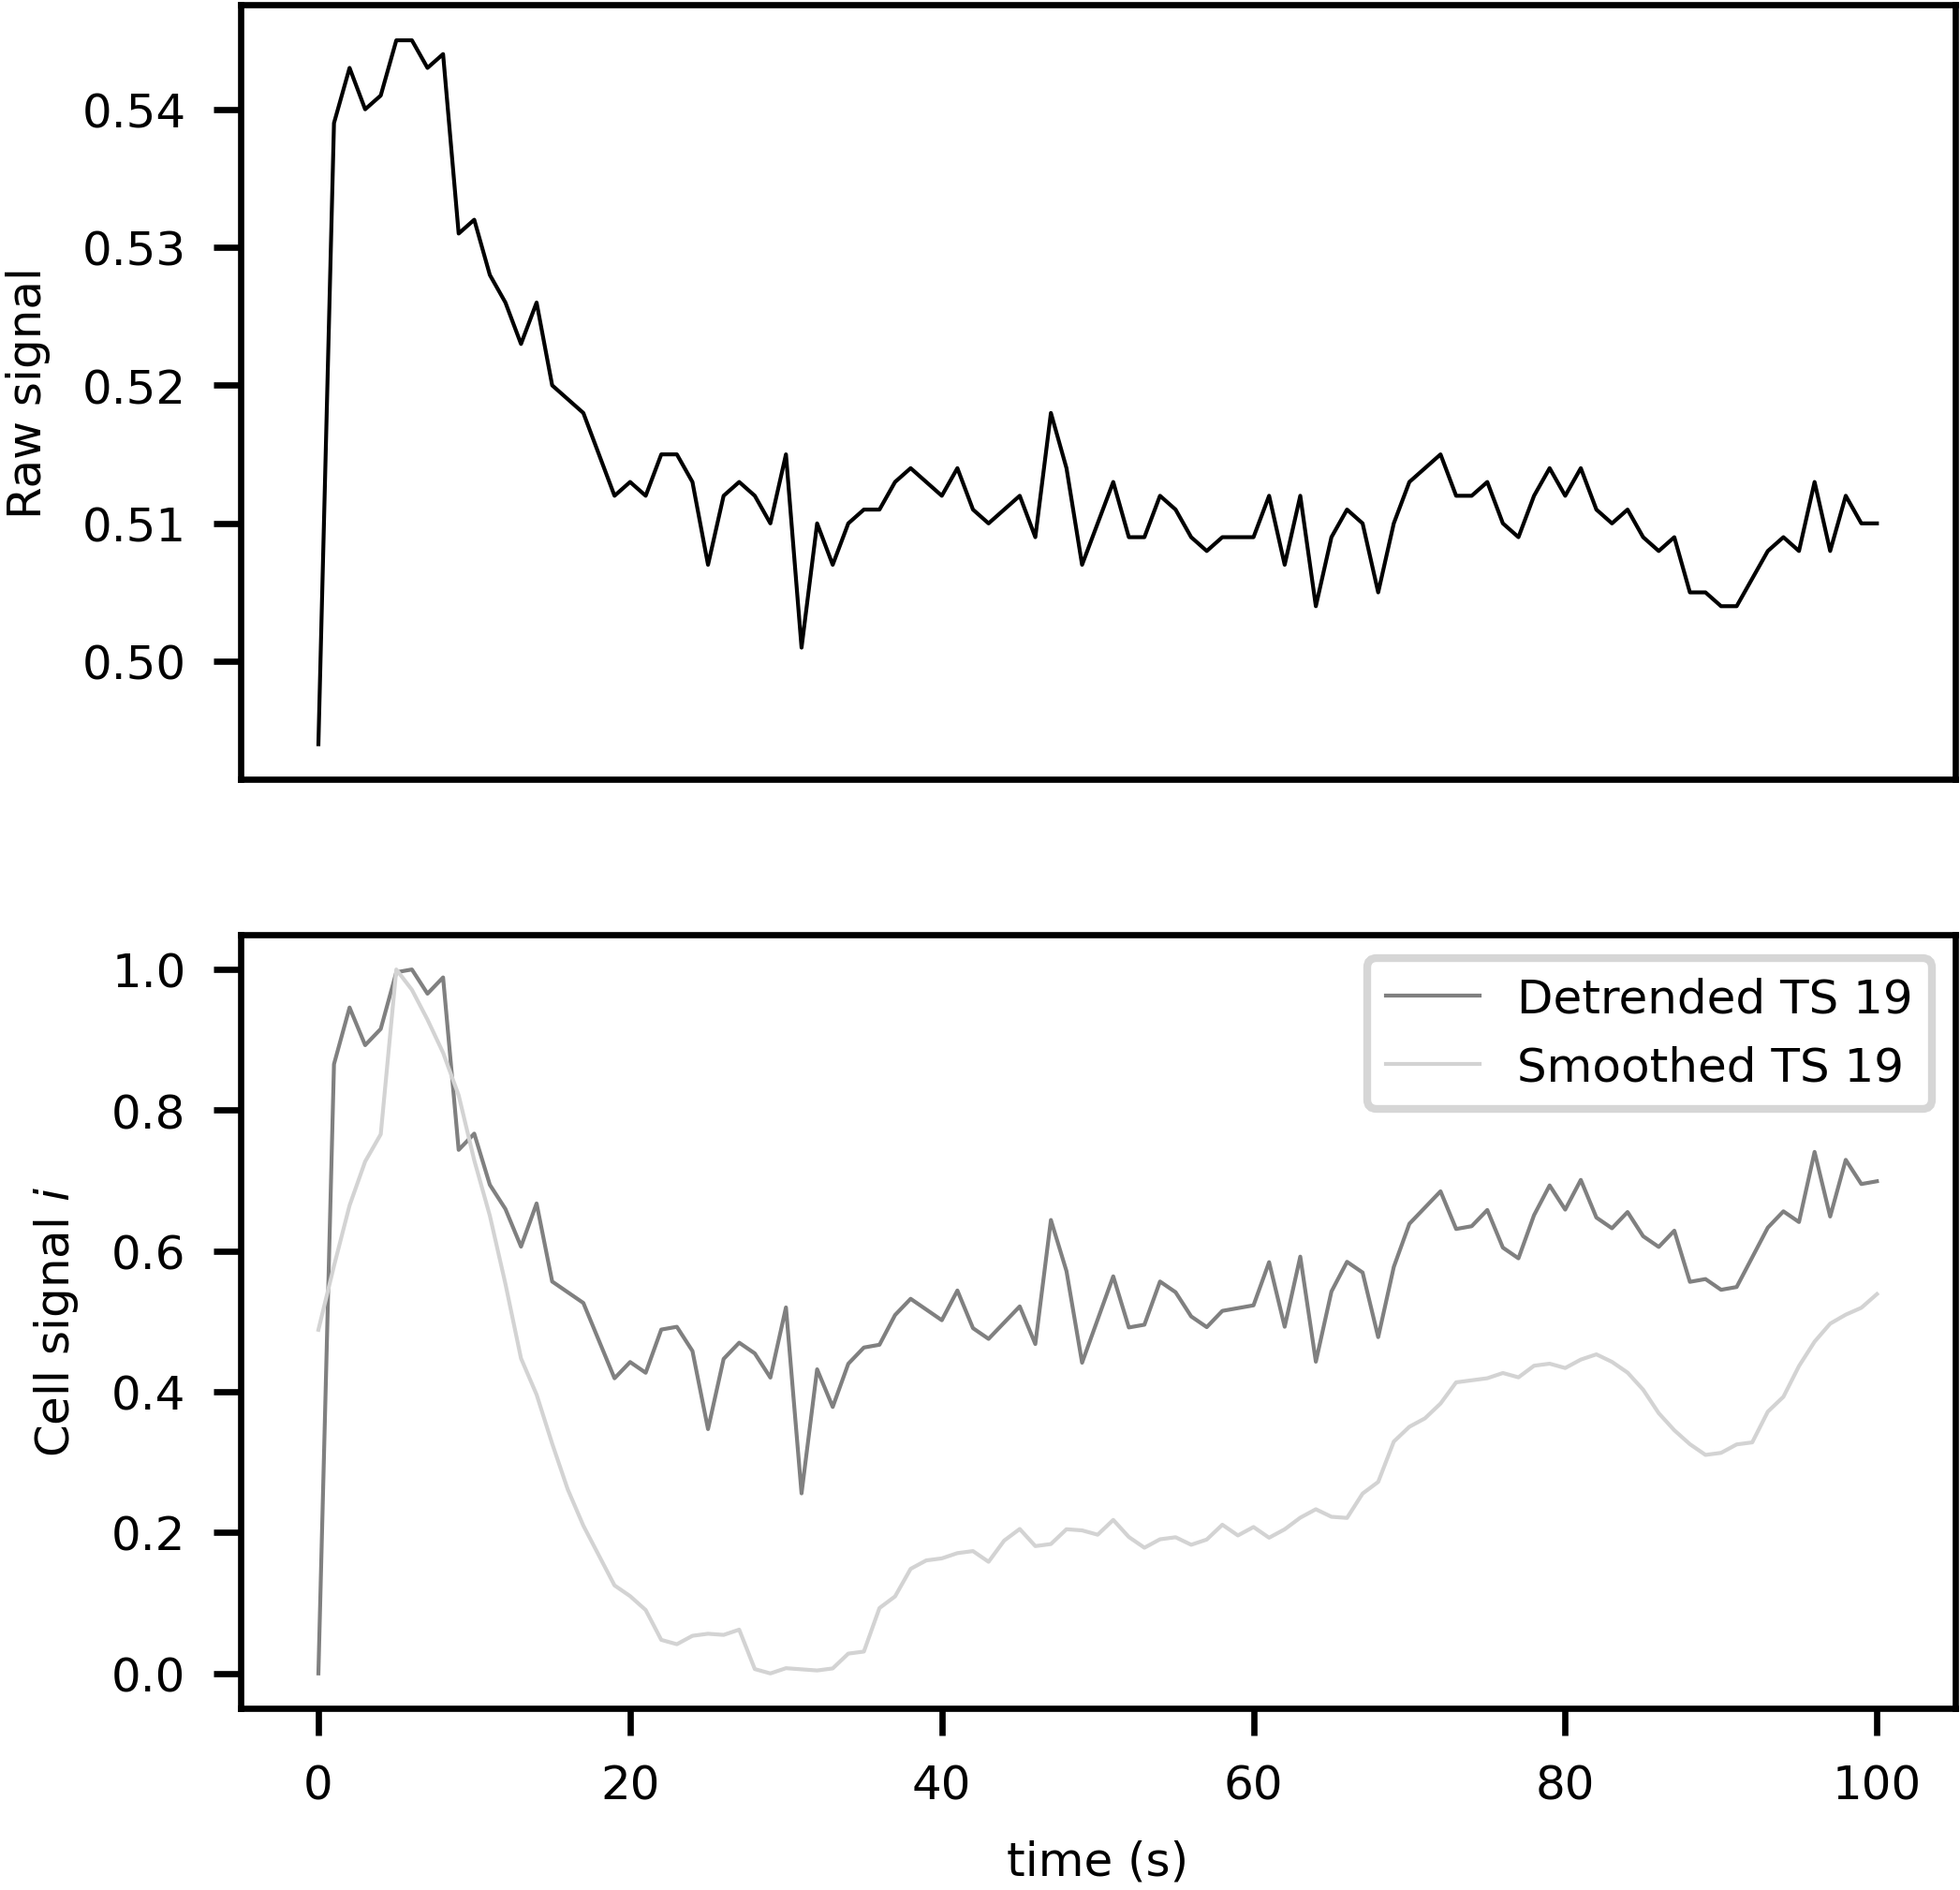 Raw signal
0.54
0.53
0.52
0.51
0.50
Cell signal i
1.0
0.8
0.6
0.4
0.2
0.0
Detrended TS 19
Smoothed TS 19
0 20 40 60 80 100
time (s)